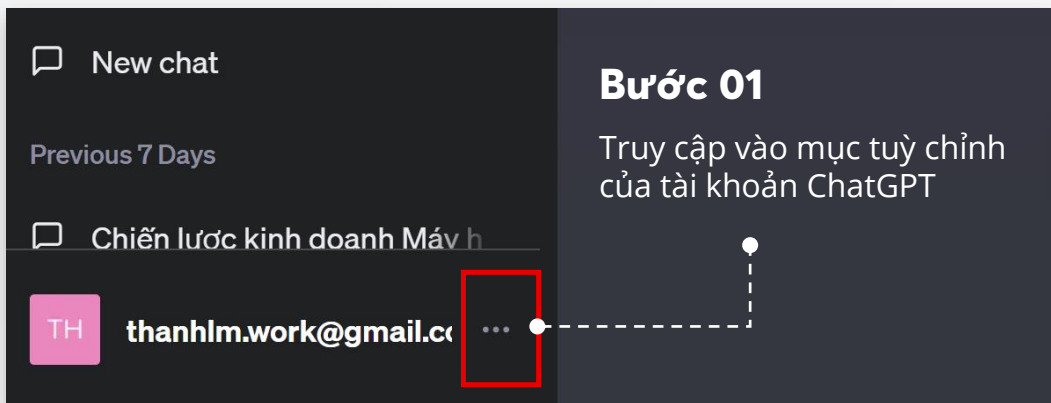 New chat
Previous 7 Days
Chiến lược kinh doanh Máy h
TH
thanhlm.work@gmail.co
...
Bước 01
Truy cập vào mục tuỳ chỉnh
của tài khoản ChatGPT